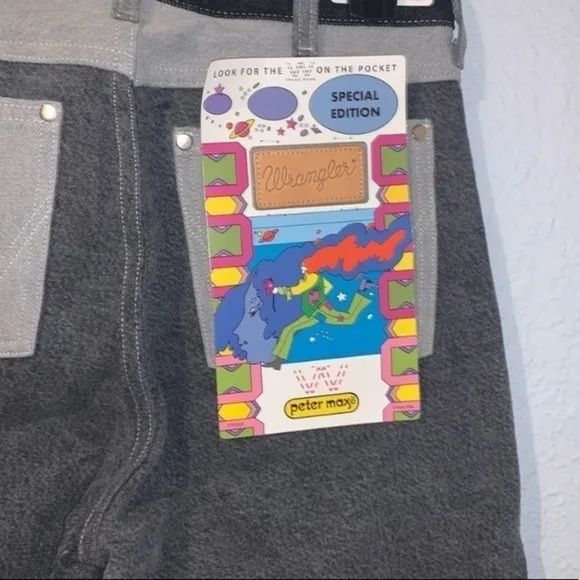 LOOK FOR THE W ON THE POCKET
SPECIAL
EDITION
Wrangler®
W
peter max®